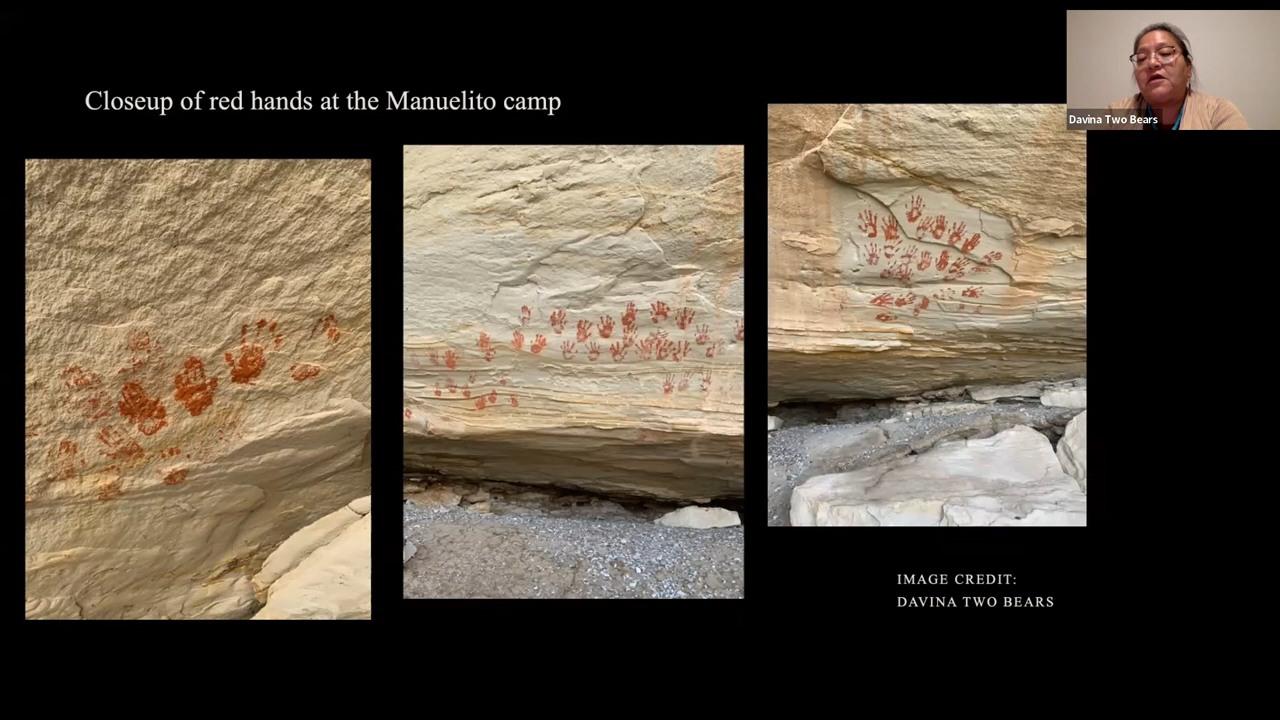 Closeup of red hands at the Manuelito camp
Davina Two Bears
IMAGE CREDIT:
DAVINA TWO BEARS